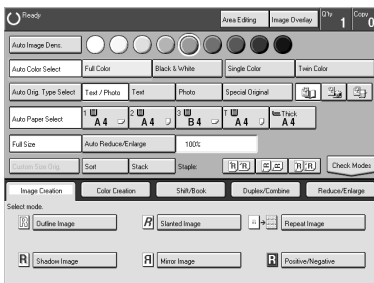 Ready Area Editing Image Overlay Q'ty 1 Copy 0
Auto Image Dens.
Auto Color Select Full Color Black & White Single Color Twin Color
Auto Orig. Type Select Text / Photo Text Photo Special Original
Auto Paper Select 1 A4 2 A4 3 B4 T A4 Thick A4
Full Size Auto Reduce/Enlarge 100%
Custom Size Orig. Sort Stack Staple: Check Modes
Image Creation Color Creation Shift/Book Duplex/Combine Reduce/Enlarge
Select mode.
R Outline Image R Slanted Image Repeat Image
R Shadow Image Я Mirror Image R Positive/Negative